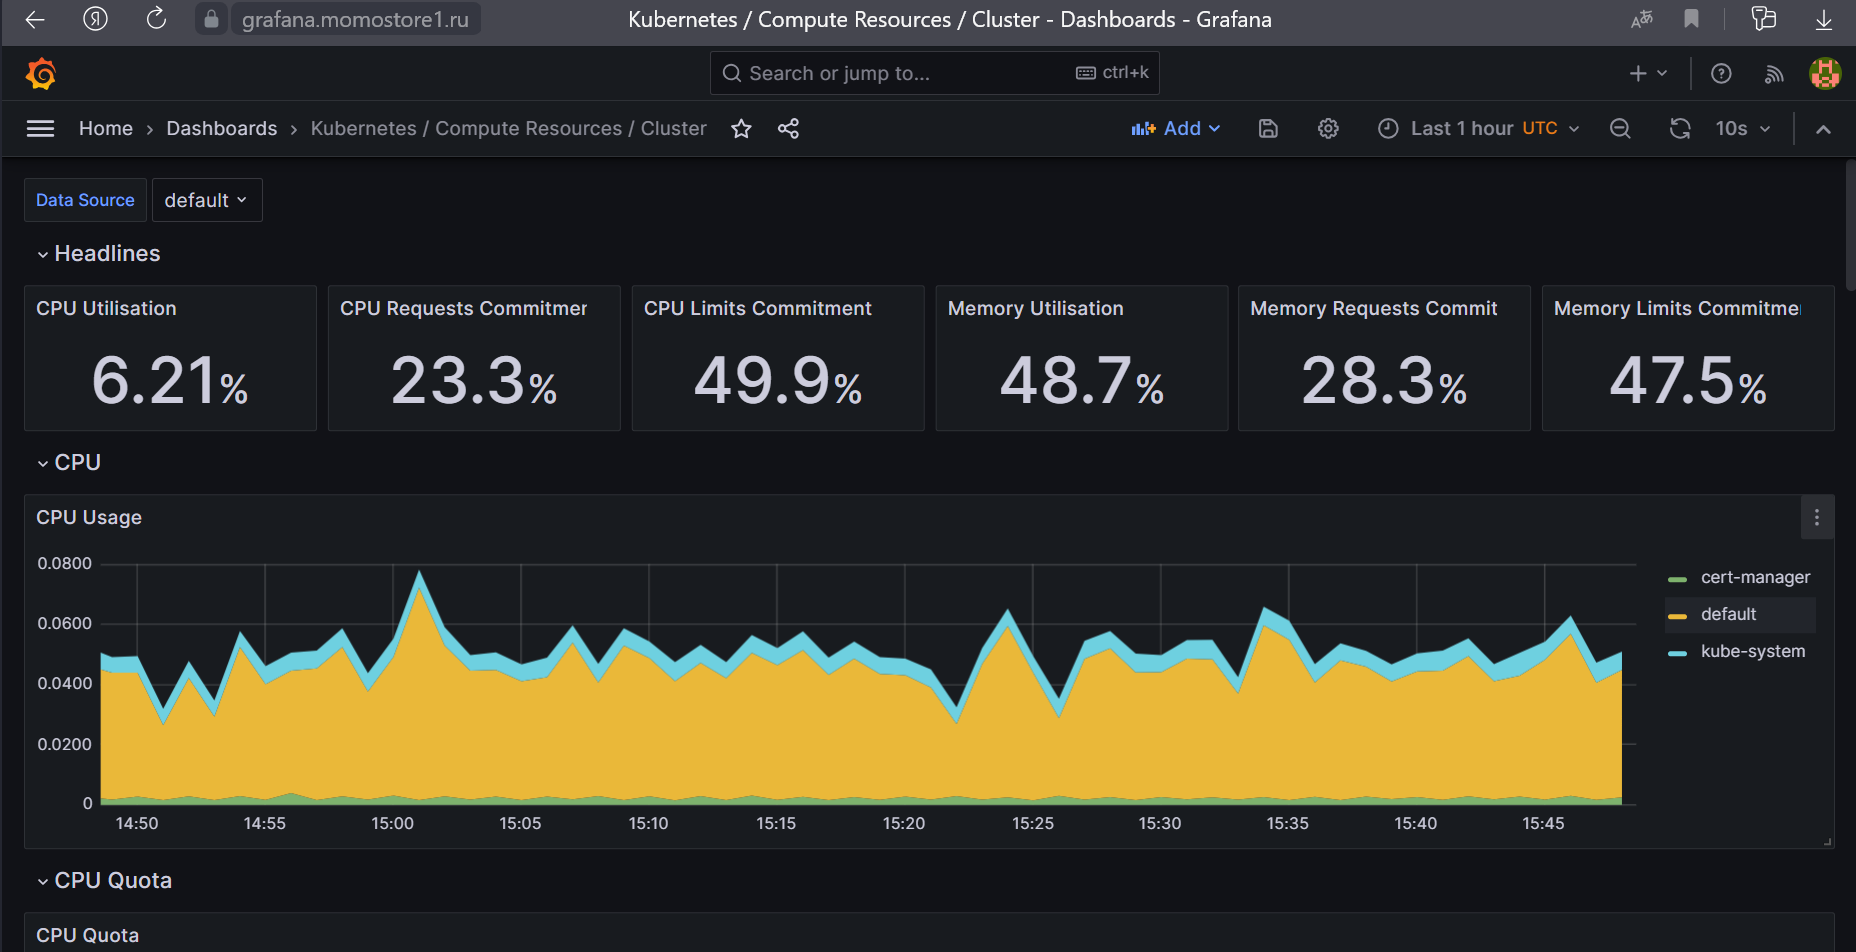 Я grafana.momostore1.ru Kubernetes / Compute Resources / Cluster - Dashboards - Grafana
Search or jump to... ctrl+k
Home Dashboards Kubernetes / Compute Resources / Cluster Add Last 1 hour UTC 10s
Data Source default
Headlines
CPU Utilisation CPU Requests Commitmer CPU Limits Commitment Memory Utilisation Memory Requests Commit Memory Limits Commitme
6.21% 23.3% 49.9% 48.7% 28.3% 47.5%
CPU
CPU Usage
0.0800
0.0600
0.0400
0.0200
0
14:50 14:55 15:00 15:05 15:10 15:15 15:20 15:25 15:30 15:35 15:40 15:45
cert-manager
default
kube-system
CPU Quota
CPU Quota